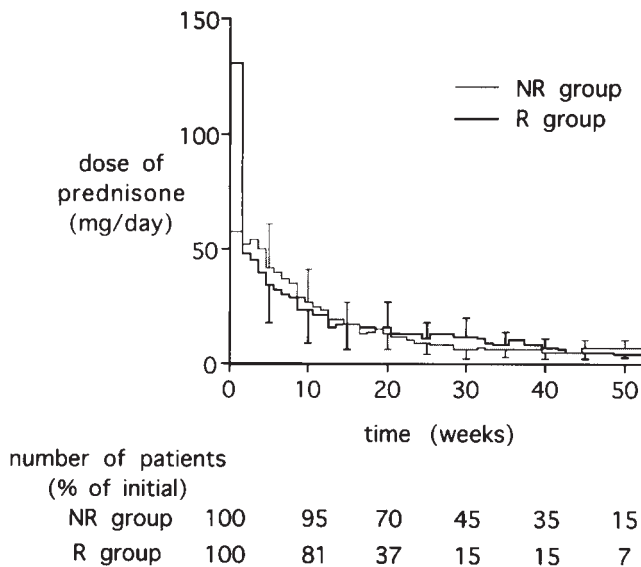 150
100
50
0
dose of
prednisone
(mg/day)
NR group
R group
0 10 20 30 40 50
time (weeks)
number of patients
(% of initial)
NR group 100 95 70 45 35 15
R group 100 81 37 15 15 7